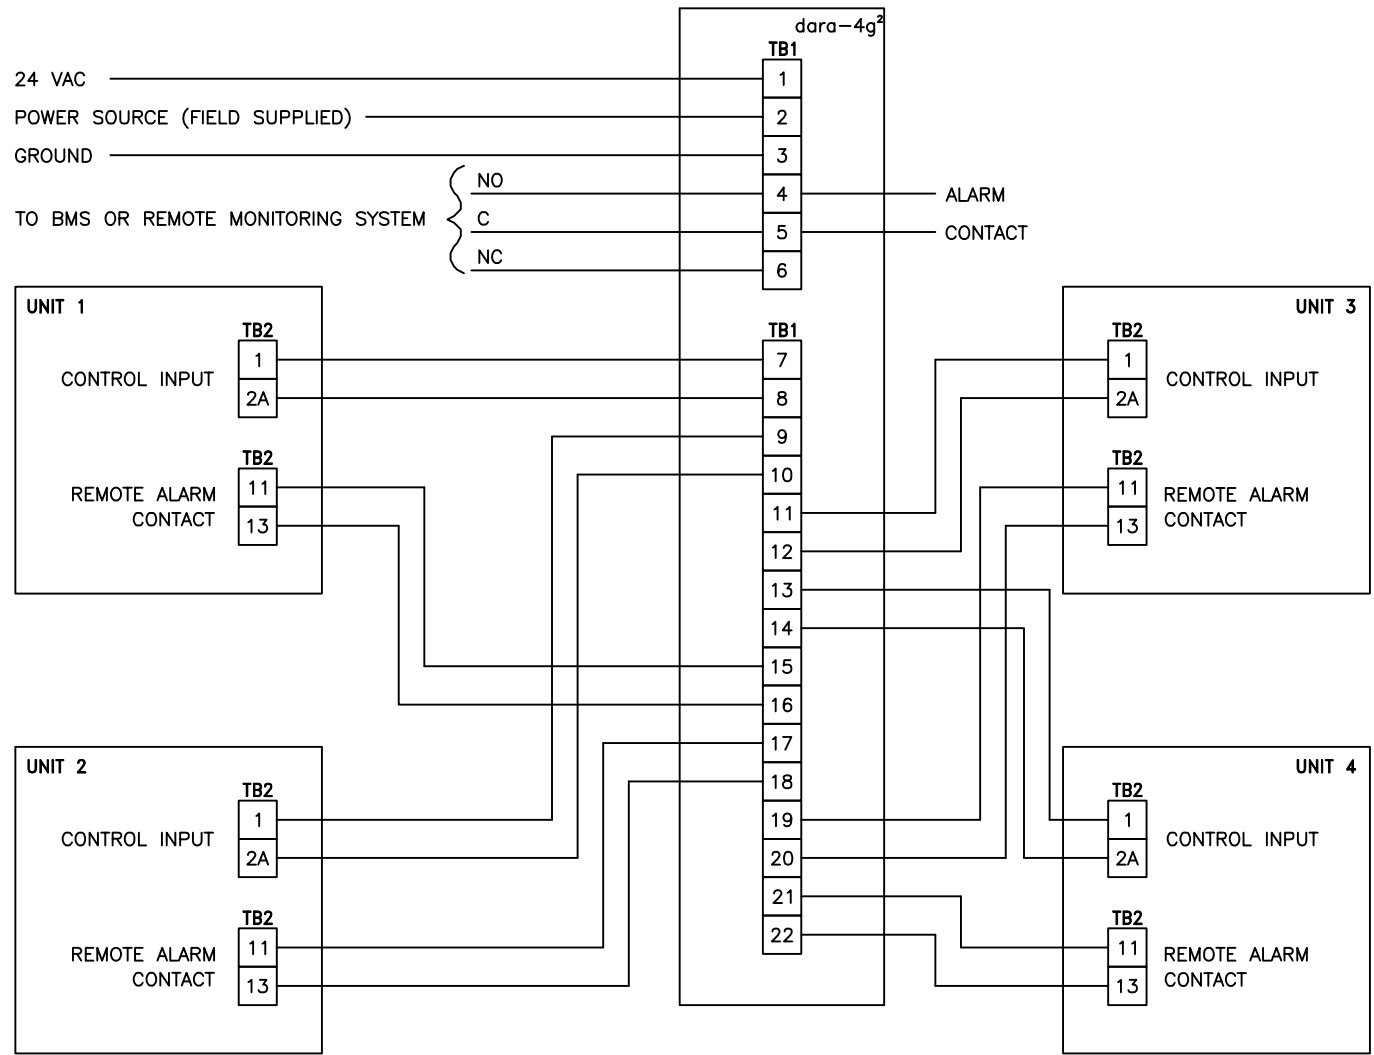 dara-4g²
TB1
24 VAC
1
POWER SOURCE (FIELD SUPPLIED)
2
GROUND
3
TO BMS OR REMOTE MONITORING SYSTEM
NO
4
ALARM
C
5
CONTACT
NC
6
UNIT 1
TB2
CONTROL INPUT
1
2A
TB2
REMOTE ALARM
CONTACT
11
13
UNIT 2
TB2
CONTROL INPUT
1
2A
TB2
REMOTE ALARM
CONTACT
11
13
TB1
7
8
9
10
11
12
13
14
15
16
17
18
19
20
21
22
UNIT 3
TB2
1
2A
CONTROL INPUT
TB2
11
13
REMOTE ALARM
CONTACT
UNIT 4
TB2
1
2A
CONTROL INPUT
TB2
11
13
REMOTE ALARM
CONTACT